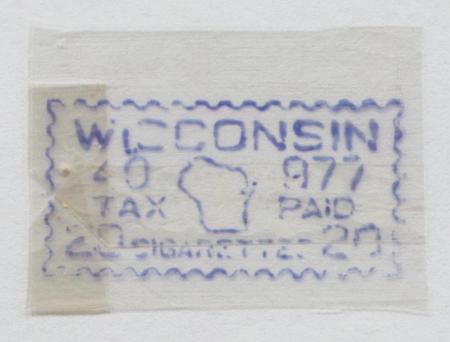 WISCONSIN
40 977
TAX PAID
20 CIGARETTES 20